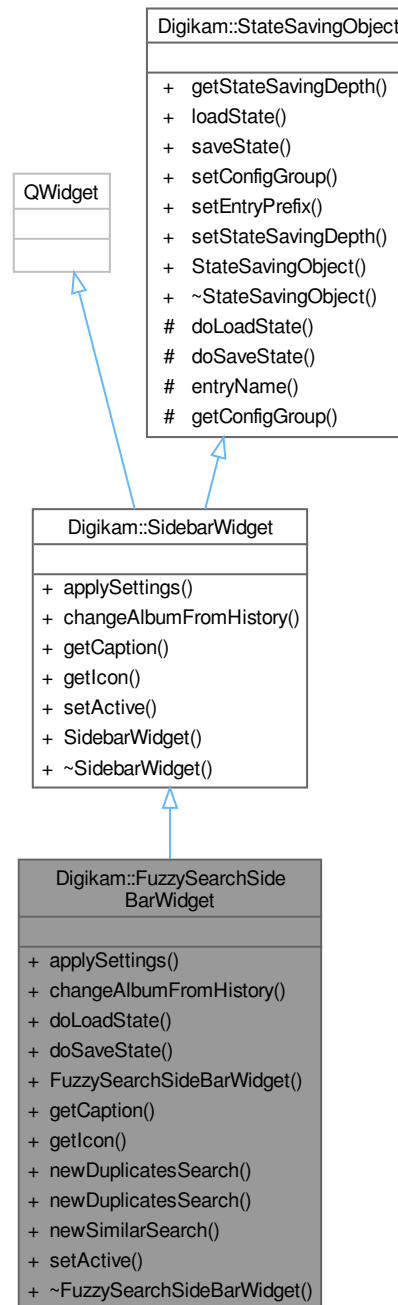 Digikam::StateSavingObject
+ getStateSavingDepth()
+ loadState()
+ saveState()
+ setConfigGroup()
+ setEntryPrefix()
+ setStateSavingDepth()
+ StateSavingObject()
+ ~StateSavingObject()
# doLoadState()
# doSaveState()
# entryName()
# getConfigGroup()
QWidget
Digikam::SidebarWidget
+ applySettings()
+ changeAlbumFromHistory()
+ getCaption()
+ getIcon()
+ setActive()
+ SidebarWidget()
+ ~SidebarWidget()
Digikam::FuzzySearchSide
BarWidget
+ applySettings()
+ changeAlbumFromHistory()
+ doLoadState()
+ doSaveState()
+ FuzzySearchSideBarWidget()
+ getCaption()
+ getIcon()
+ newDuplicatesSearch()
+ newDuplicatesSearch()
+ newSimilarSearch()
+ setActive()
+ ~FuzzySearchSideBarWidget()